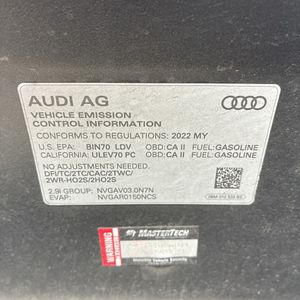 AUDI AG
VEHICLE EMISSION
CONTROL INFORMATION
CONFORMS TO REGULATIONS: 2022 MY
U.S. EPA: BIN70 LDV OBD: CA II FUEL: GASOLINE
CALIFORNIA: ULEV70 PC OBD: CA II FUEL: GASOLINE
NO ADJUSTMENTS NEEDED
DFI/TC/2TC/CAC/2TWC/
2WR-HO2S/2HO2S
2.9l GROUP: NVGAV03.0N7N
EVAP: NVGAR0150NCS
WARNING
MASTERTECH